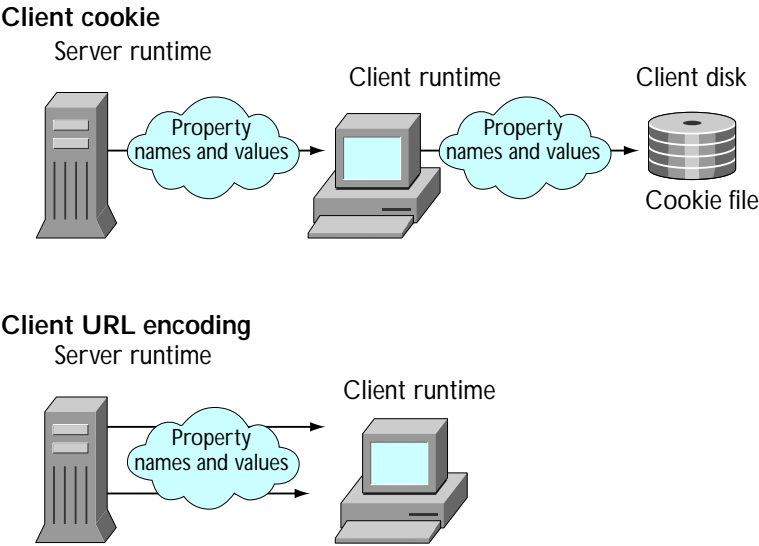 Client cookie
Server runtime
Client runtime
Client disk
Property
names and values
Property
names and values
Cookie file
Client URL encoding
Server runtime
Client runtime
Property
names and values